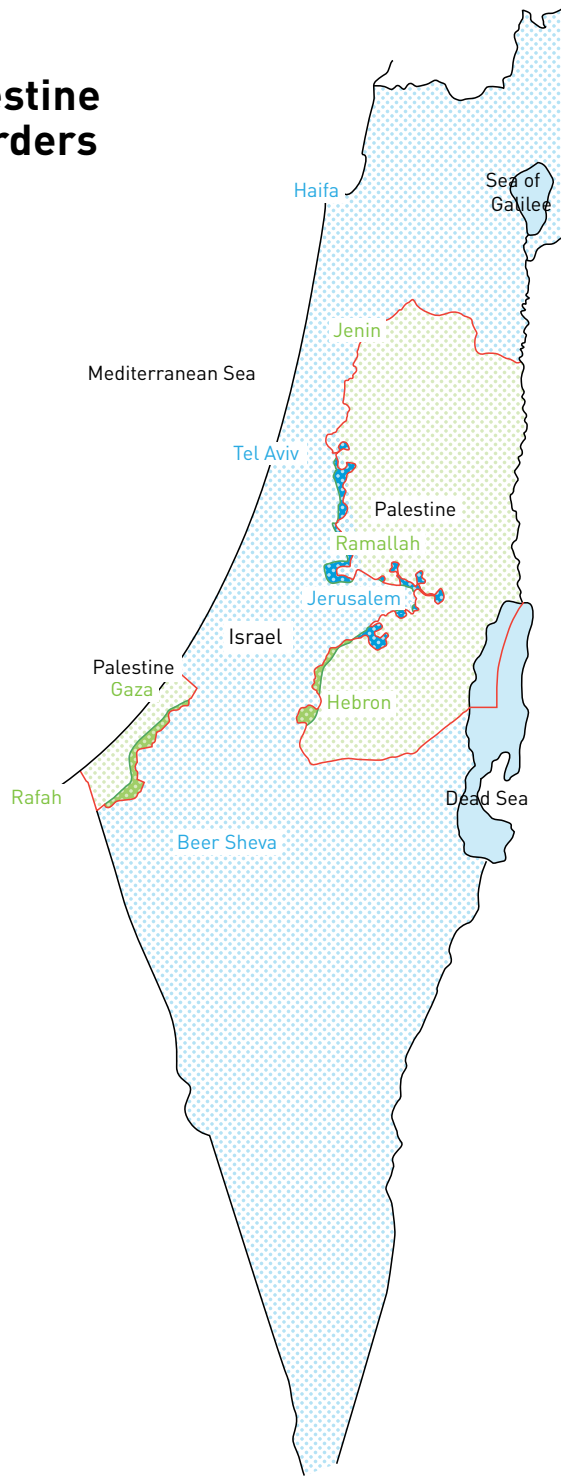 estine
rders
Haifa
Sea of
Galilee
Jenin
Mediterranean Sea
Tel Aviv
Palestine
Ramallah
Jerusalem
Israel
Palestine
Gaza
Hebron
Rafah
Dead Sea
Beer Sheva